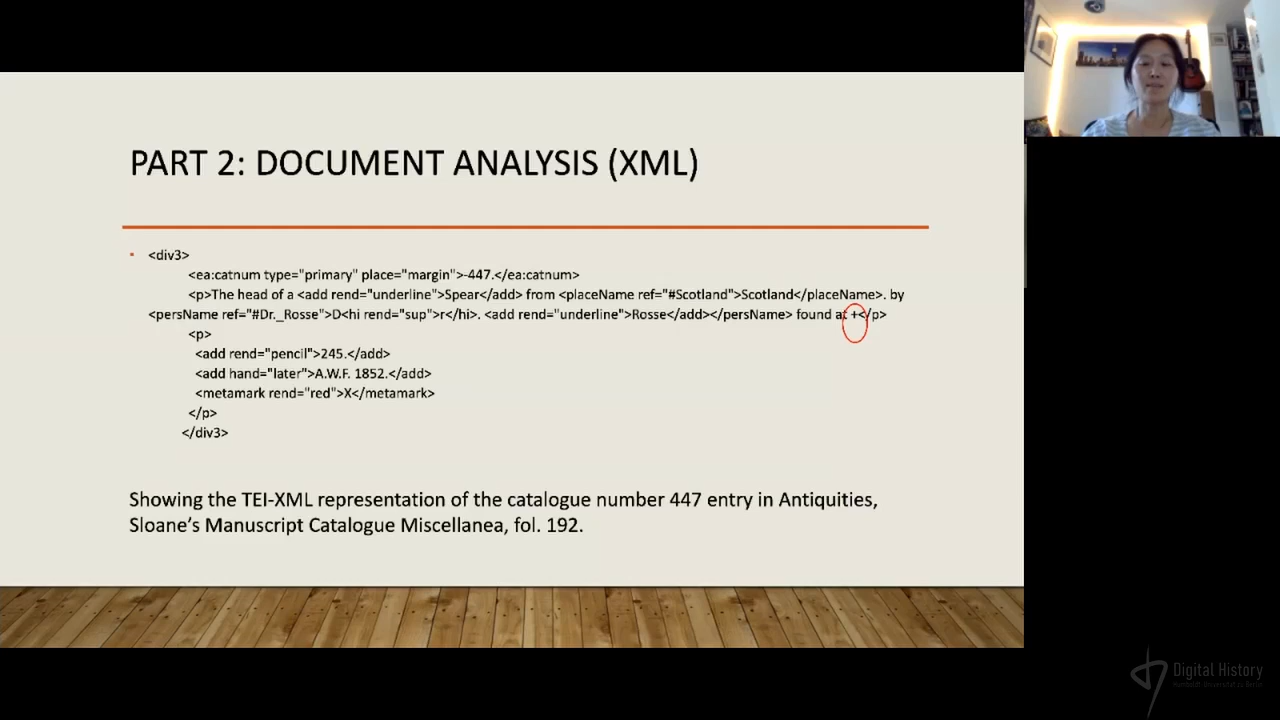 PART 2: DOCUMENT ANALYSIS (XML)
• <div3>
<ea:catnum type="primary" place="margin">-447.</ea:catnum>
<p>The head of a <add rend="underline">Spear</add> from <placeName ref="#Scotland">Scotland</placeName>. by
<persName ref="#Dr._Rosse">D<hi rend="sup">r</hi>. <add rend="underline">Rosse</add></persName> found at +</p>
<p>
<add rend="pencil">245.</add>
<add hand="later">A.W.F. 1852.</add>
<metamark rend="red">X</metamark>
</p>
</div3>
Showing the TEI-XML representation of the catalogue number 447 entry in Antiquities,
Sloane’s Manuscript Catalogue Miscellanea, fol. 192.
Digital History